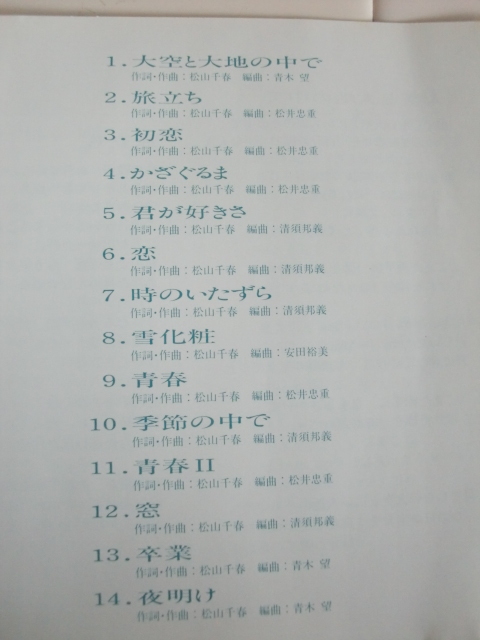 1.大空と大地の中で
作詞・作曲：松山千春　編曲：青木 望
2.旅立ち
作詞・作曲：松山千春　編曲：松井忠重
3.初恋
作詞・作曲：松山千春　編曲：松井忠重
4.かざぐるま
作詞・作曲：松山千春　編曲：松井忠重
5.君が好きさ
作詞・作曲：松山千春　編曲：清須邦義
6.恋
作詞・作曲：松山千春　編曲：清須邦義
7.時のいたずら
作詞・作曲：松山千春　編曲：清須邦義
8.雪化粧
作詞・作曲：松山千春　編曲：安田裕美
9.青春
作詞・作曲：松山千春　編曲：松井忠重
10.季節の中で
作詞・作曲：松山千春　編曲：清須邦義
11.青春II
作詞・作曲：松山千春　編曲：松井忠重
12.窓
作詞・作曲：松山千春　編曲：清須邦義
13.卒業
作詞・作曲：松山千春　編曲：青木 望
14.夜明け
作詞・作曲：松山千春　編曲：青木 望